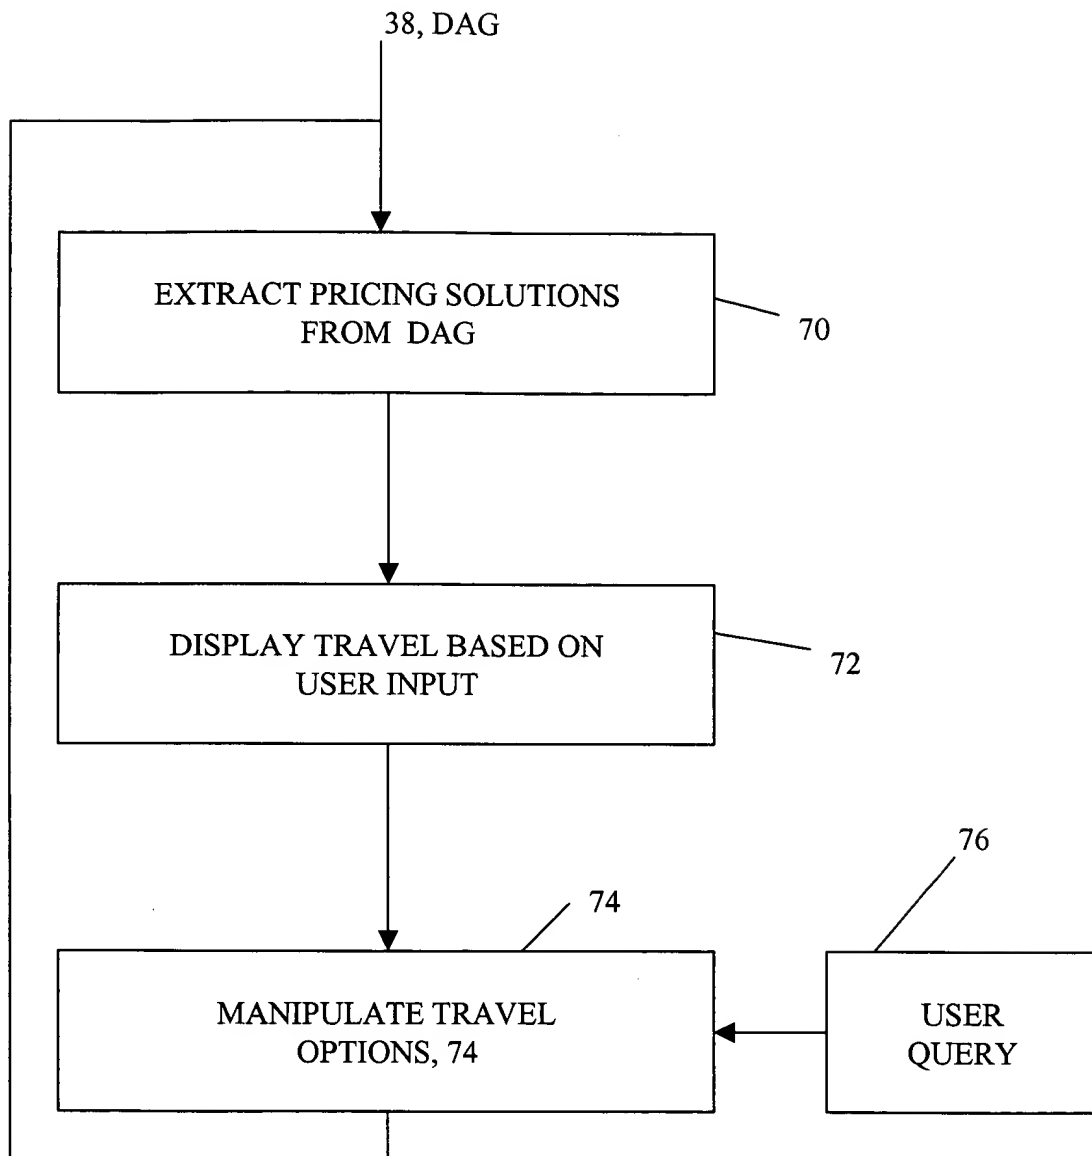 38, DAG
EXTRACT PRICING SOLUTIONS
FROM DAG
70
DISPLAY TRAVEL BASED ON
USER INPUT
72
76
74
MANIPULATE TRAVEL
OPTIONS, 74
USER
QUERY